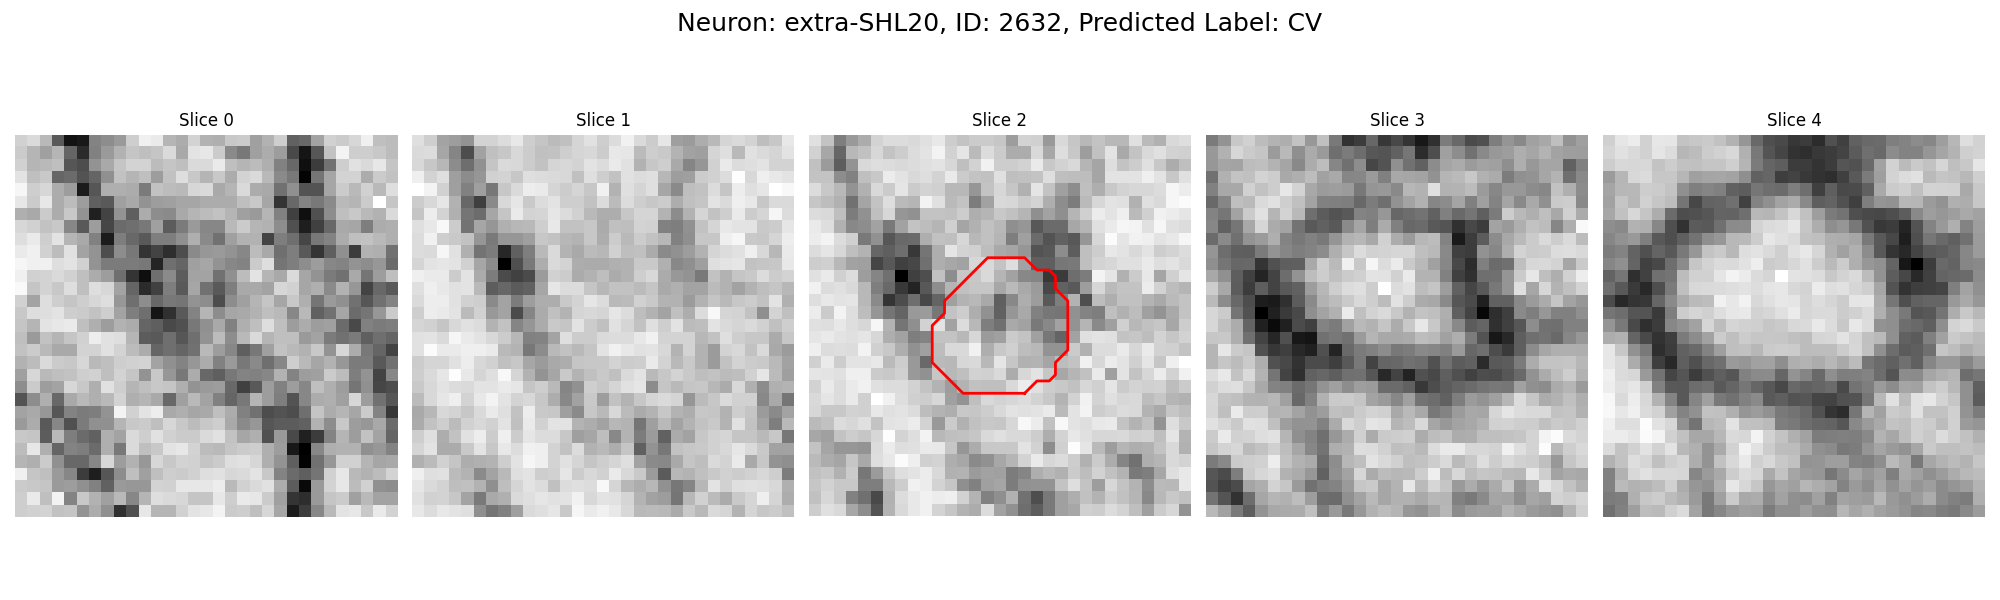 Neuron: extra-SHL20, ID: 2632, Predicted Label: CV
Slice 0
Slice 1
Slice 2
Slice 3
Slice 4